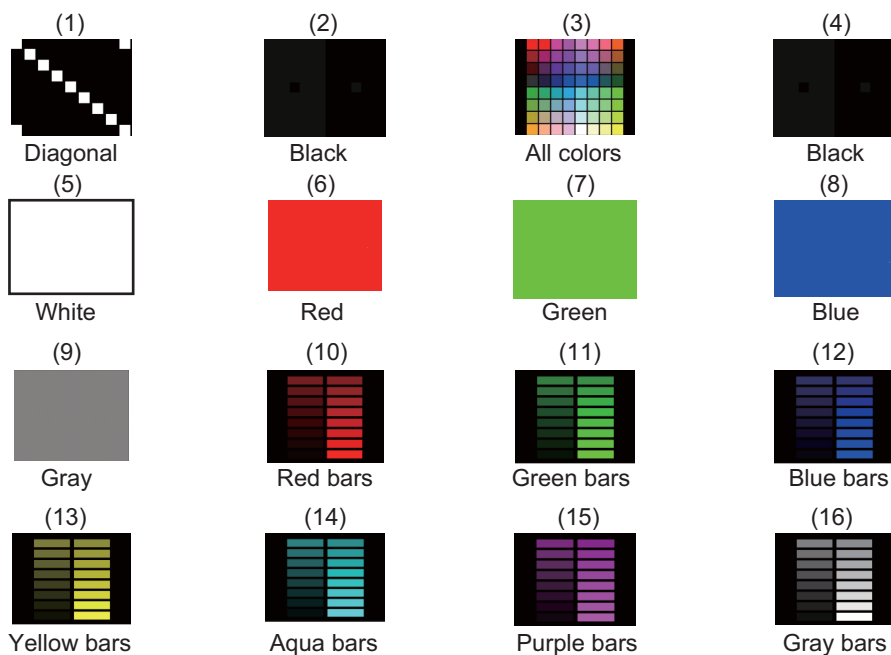 (1) (2) (3) (4)
Diagonal Black All colors Black
(5) (6) (7) (8)
White Red Green Blue
(9) (10) (11) (12)
Gray Red bars Green bars Blue bars
(13) (14) (15) (16)
Yellow bars Aqua bars Purple bars Gray bars